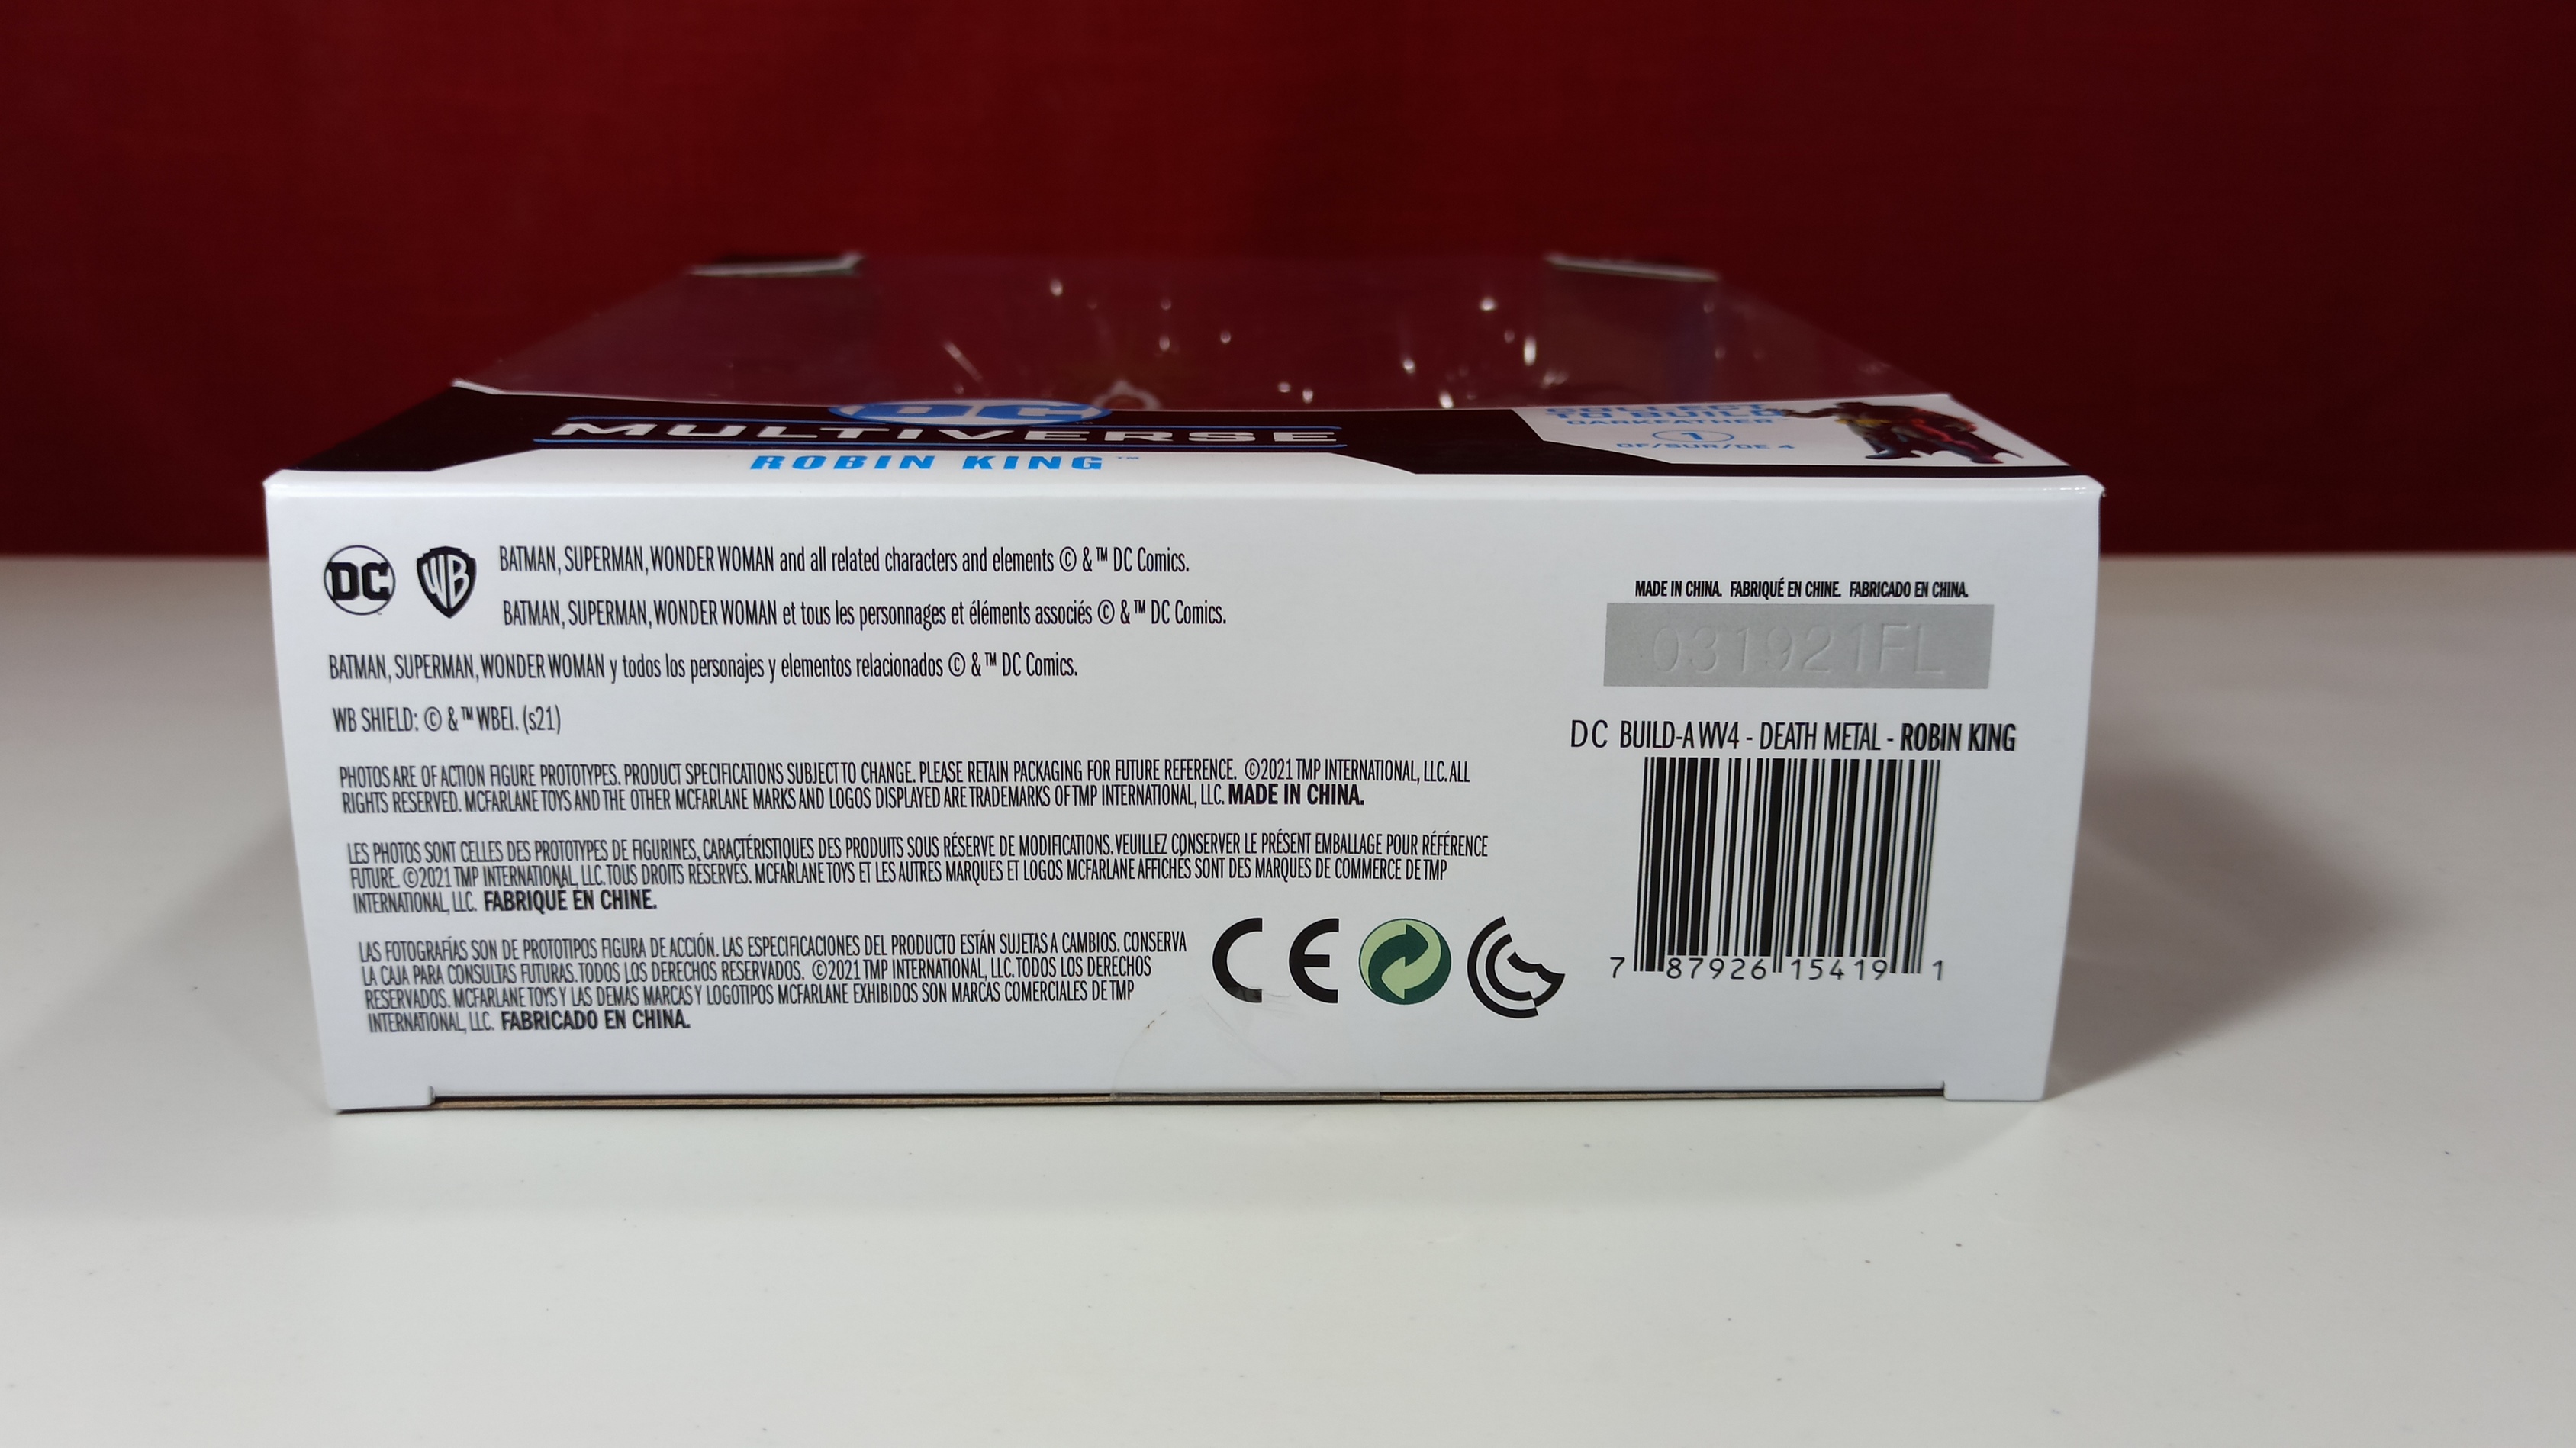 DC
MULTIVERSE
ROBIN KING™
COLLECT
TO BUILD
DARKFATHER™
1
OF/SUR/DE 4
DC
WB
BATMAN, SUPERMAN, WONDER WOMAN and all related characters and elements © & ™ DC Comics.
BATMAN, SUPERMAN, WONDER WOMAN et tous les personnages et éléments associés © & ™ DC Comics.
BATMAN, SUPERMAN, WONDER WOMAN y todos los personajes y elementos relacionados © & ™ DC Comics.
WB SHIELD: © & ™ WBEI. (s21)
PHOTOS ARE OF ACTION FIGURE PROTOTYPES. PRODUCT SPECIFICATIONS SUBJECT TO CHANGE. PLEASE RETAIN PACKAGING FOR FUTURE REFERENCE. ©2021 TMP INTERNATIONAL, LLC. ALL
RIGHTS RESERVED. MCFARLANE TOYS AND THE OTHER MCFARLANE MARKS AND LOGOS DISPLAYED ARE TRADEMARKS OF TMP INTERNATIONAL, LLC. MADE IN CHINA.
LES PHOTOS SONT CELLES DES PROTOTYPES DE FIGURINES, CARACTÉRISTIQUES DES PRODUITS SOUS RÉSERVE DE MODIFICATIONS. VEUILLEZ CONSERVER LE PRÉSENT EMBALLAGE POUR RÉFÉRENCE
FUTURE. ©2021 TMP INTERNATIONAL, LLC. TOUS DROITS RÉSERVÉS. MCFARLANE TOYS ET LES AUTRES MARQUES ET LOGOS MCFARLANE AFFICHÉS SONT DES MARQUES DE COMMERCE DE TMP
INTERNATIONAL, LLC. FABRIQUÉ EN CHINE.
LAS FOTOGRAFÍAS SON DE PROTOTIPOS FIGURA DE ACCIÓN. LAS ESPECIFICACIONES DEL PRODUCTO ESTÁN SUJETAS A CAMBIOS. CONSERVA
LA CAJA PARA CONSULTAS FUTURAS. TODOS LOS DERECHOS RESERVADOS. ©2021 TMP INTERNATIONAL, LLC. TODOS LOS DERECHOS
RESERVADOS. MCFARLANE TOYS Y LAS DEMÁS MARCAS Y LOGOTIPOS MCFARLANE EXHIBIDOS SON MARCAS COMERCIALES DE TMP
INTERNATIONAL, LLC. FABRICADO EN CHINA.
CE
MADE IN CHINA. FABRIQUÉ EN CHINE. FABRICADO EN CHINA.
031921FL
DC BUILD-A WV4 - DEATH METAL - ROBIN KING
7 87926 15419 1